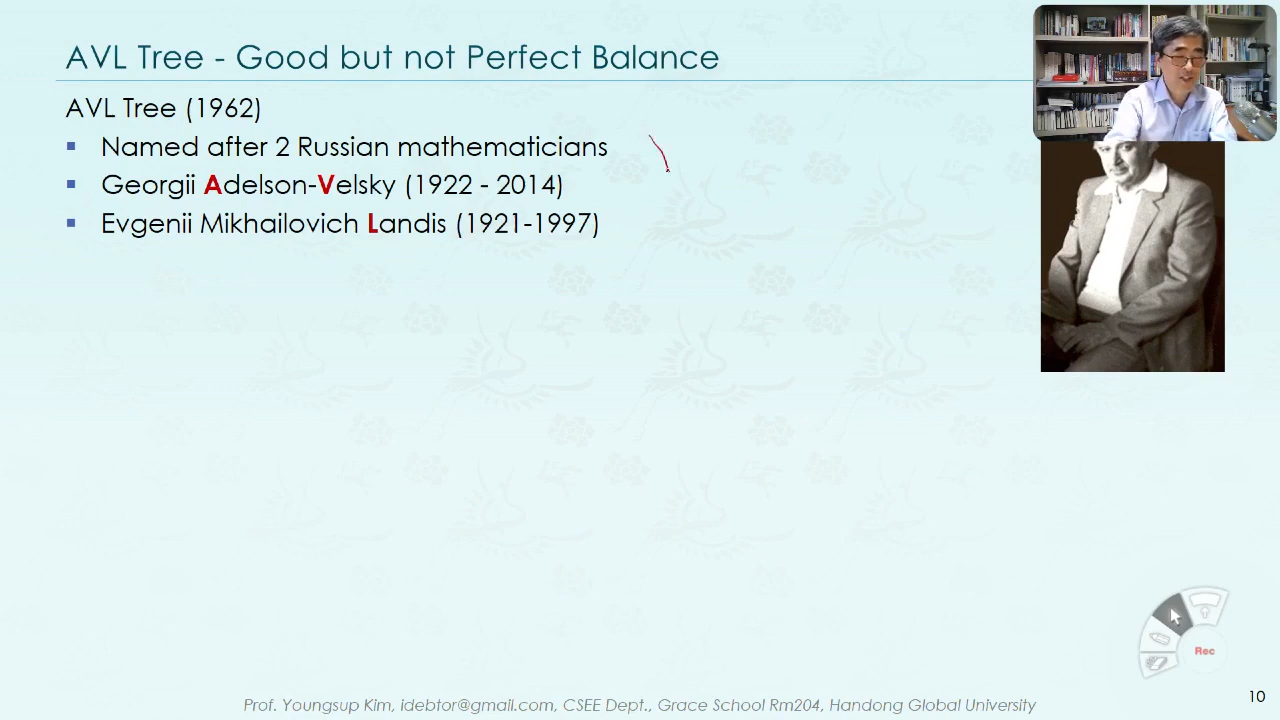 AVL Tree - Good but not Perfect Balance
AVL Tree (1962)
▪ Named after 2 Russian mathematicians
▪ Georgii Adelson-Velsky (1922 - 2014)
▪ Evgenii Mikhailovich Landis (1921-1997)
Rec
Prof. Youngsup Kim, idebtor@gmail.com, CSEE Dept., Grace School Rm204, Handong Global University
10